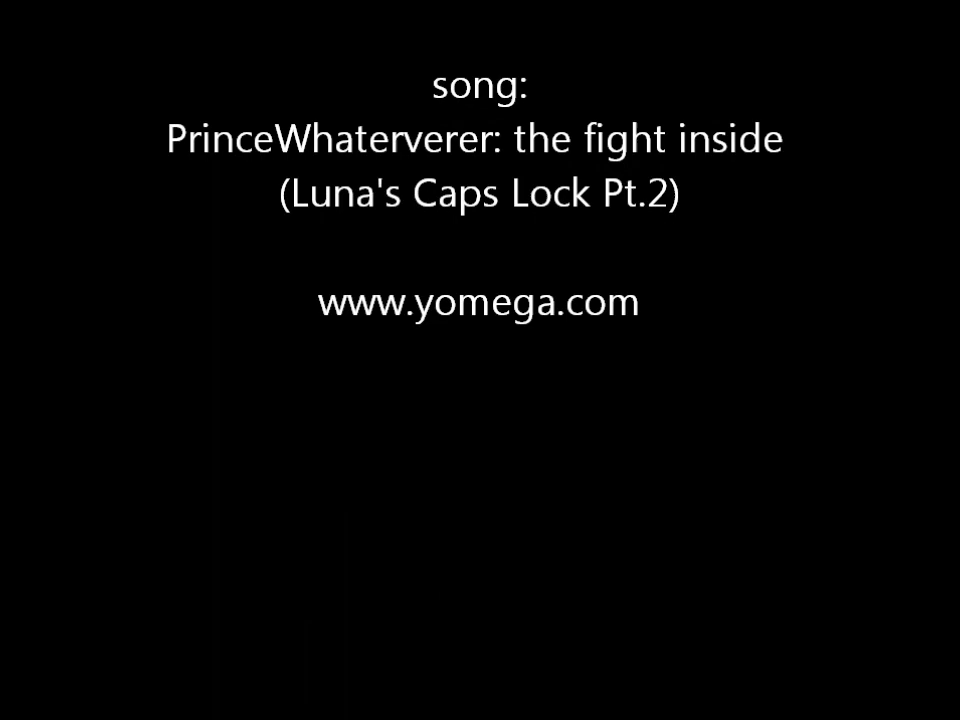 song:
PrinceWhaterverer: the fight inside
(Luna's Caps Lock Pt.2)
www.yomega.com